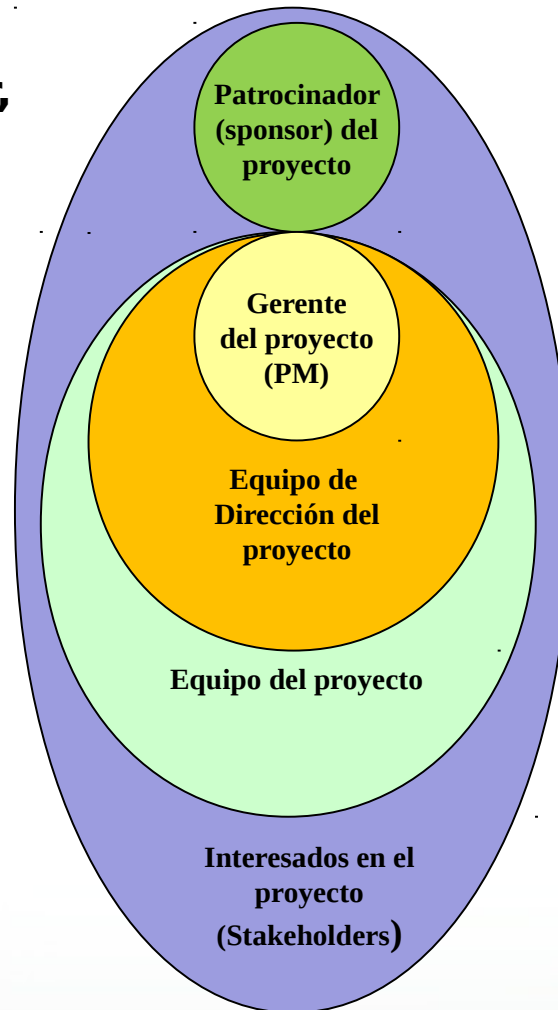 Patrocinador
(sponsor) del
proyecto
Gerente
del proyecto
(PM)
Equipo de
Dirección del
proyecto
Equipo del proyecto
Interesados en el
proyecto
(Stakeholders)